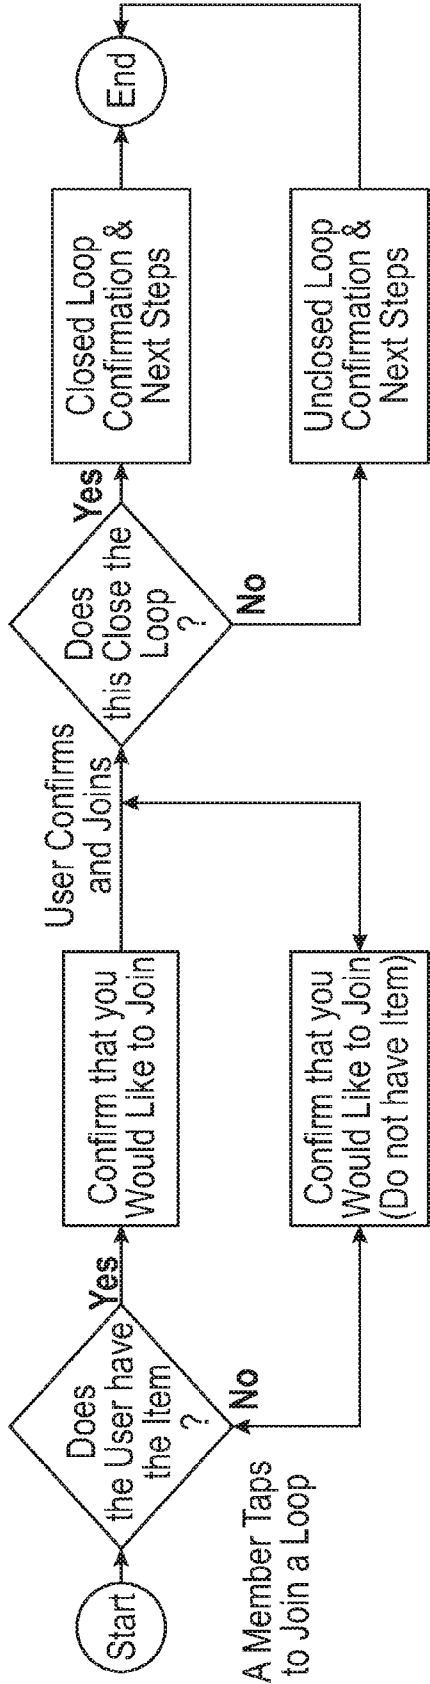 Start
A Member Taps
to Join a Loop
Does
the User have
the Item
?
Yes
No
Confirm that you
Would Like to Join
Confirm that you
Would Like to Join
(Do not have Item)
User Confirms
and Joins
Does
this Close the
Loop
?
Yes
No
Closed Loop
Confirmation &
Next Steps
Unclosed Loop
Confirmation &
Next Steps
End